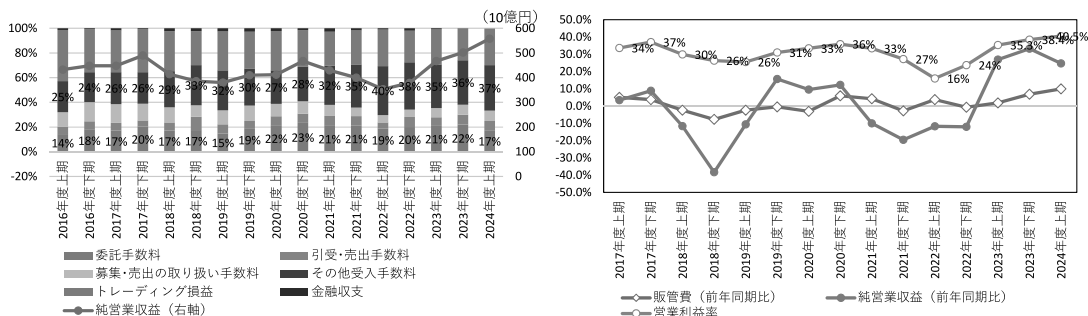 (10億円)
100%
80%
60%
40%
20%
0%
-20%
600
500
400
300
200
100
0
25% 24% 26% 26% 29% 33% 32% 30% 27% 28% 32% 35% 40% 38% 35% 36% 37%
14% 18% 17% 20% 17% 17% 15% 19% 22% 23% 21% 21% 19% 20% 21% 22% 17%
2016年度上期
2016年度下期
2017年度上期
2017年度下期
2018年度上期
2018年度下期
2019年度上期
2019年度下期
2020年度上期
2020年度下期
2021年度上期
2021年度下期
2022年度上期
2022年度下期
2023年度上期
2023年度下期
2024年度上期
委託手数料 引受・売出手数料
募集・売出の取り扱い手数料 その他受入手数料
トレーディング損益 金融収支
純営業収益(右軸)
50.0%
40.0%
30.0%
20.0%
10.0%
0.0%
-10.0%
-20.0%
-30.0%
-40.0%
-50.0%
34% 37% 30% 26% 26% 31% 33% 36% 33% 27% 16% 24% 35.3% 38.4% 40.5%
2017年度上期
2017年度下期
2018年度上期
2018年度下期
2019年度上期
2019年度下期
2020年度上期
2020年度下期
2021年度上期
2021年度下期
2022年度上期
2022年度下期
2023年度上期
2023年度下期
2024年度上期
販管費(前年同期比) 純営業収益(前年同期比)
営業利益率